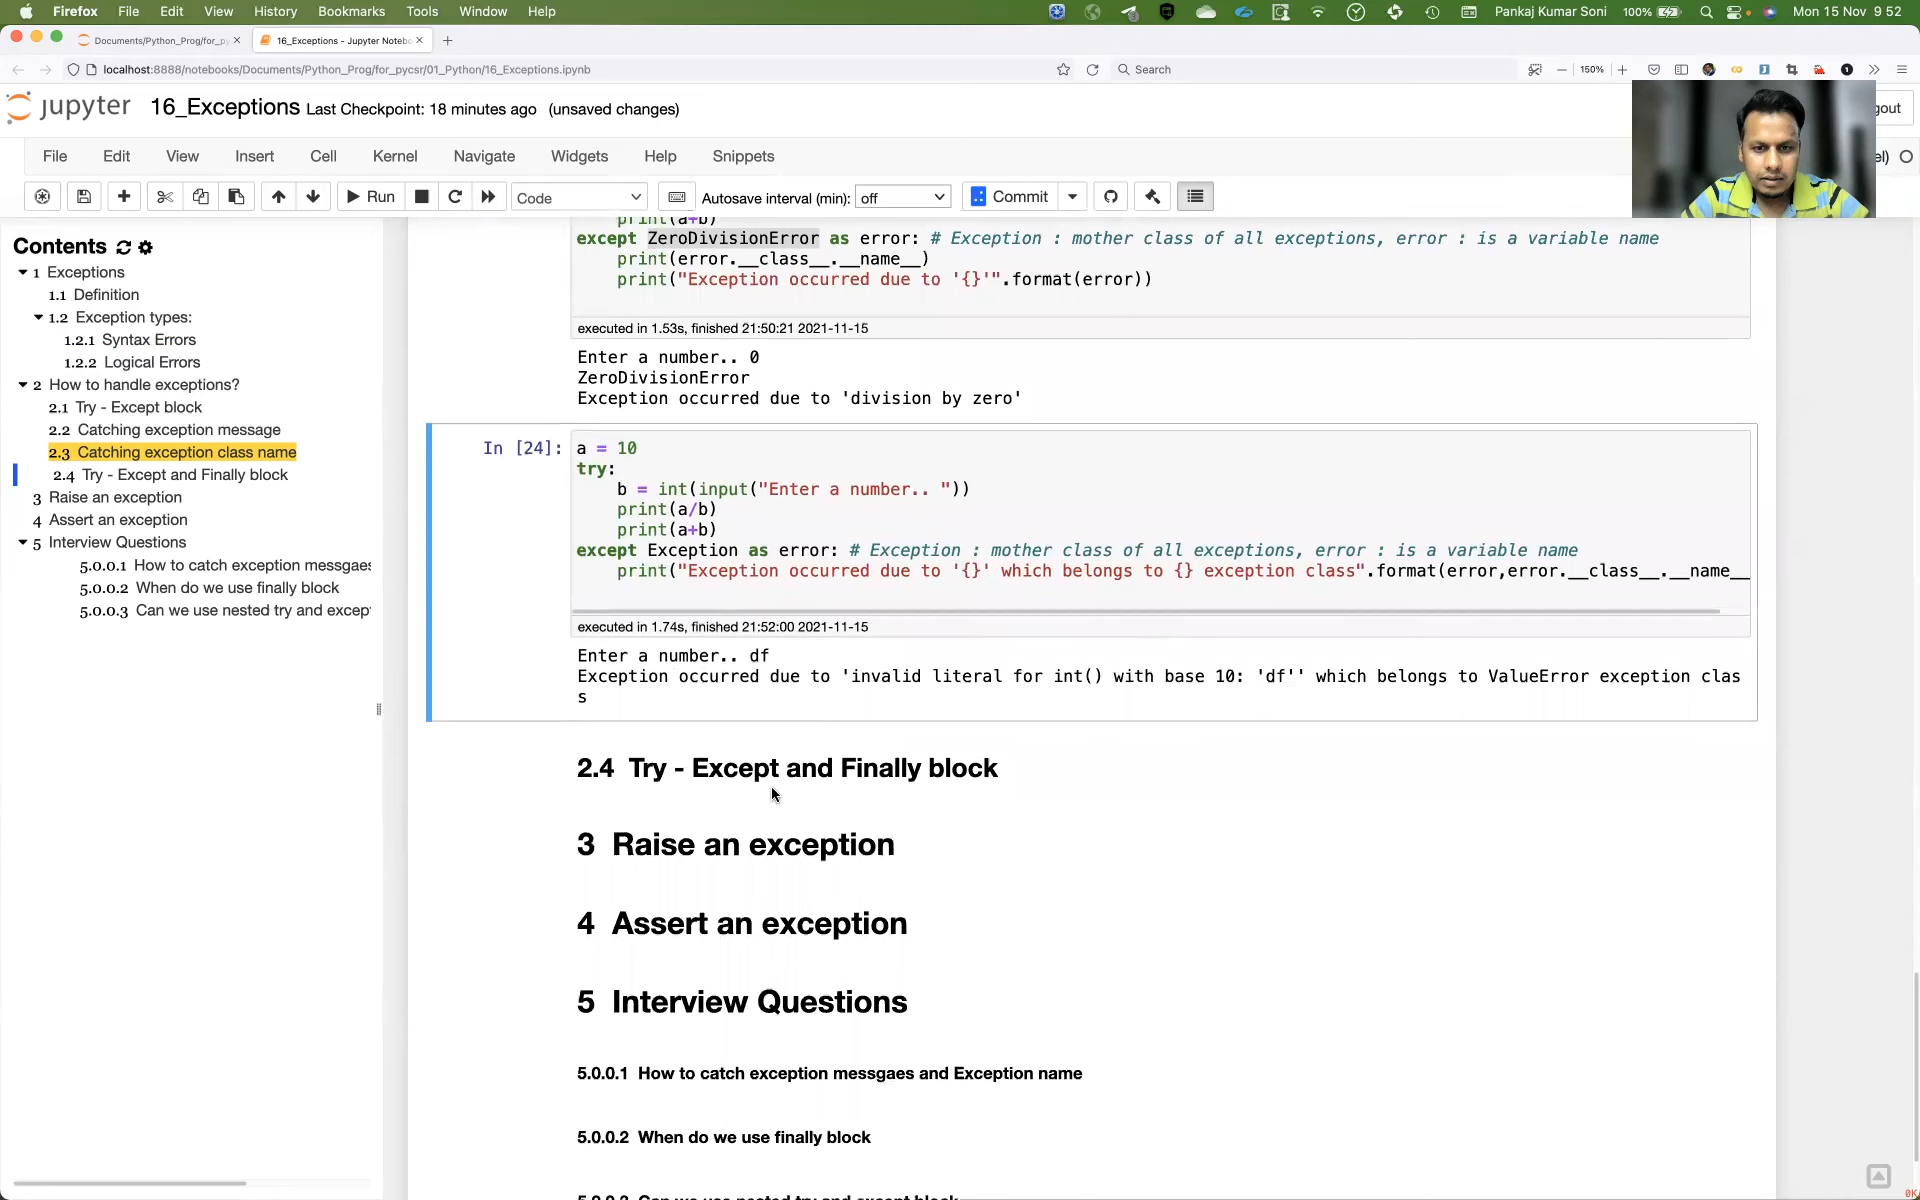 Firefox File Edit View History Bookmarks Tools Window Help Pankaj Kumar Soni 100% Mon 15 Nov 9 52
Documents/Python_Prog/for_py 16_Exceptions - Jupyter Notebo
localhost:8888/notebooks/Documents/Python_Prog/for_pycsr/01_Python/16_Exceptions.ipynb Search 150%
jupyter 16_Exceptions Last Checkpoint: 18 minutes ago (unsaved changes) gout
File Edit View Insert Cell Kernel Navigate Widgets Help Snippets el)
Run Code Autosave interval (min): off Commit
Contents
1 Exceptions
1.1 Definition
1.2 Exception types:
1.2.1 Syntax Errors
1.2.2 Logical Errors
2 How to handle exceptions?
2.1 Try - Except block
2.2 Catching exception message
2.3 Catching exception class name
2.4 Try - Except and Finally block
3 Raise an exception
4 Assert an exception
5 Interview Questions
5.0.0.1 How to catch exception messgaes
5.0.0.2 When do we use finally block
5.0.0.3 Can we use nested try and excep
print(a+b)
except ZeroDivisionError as error: # Exception : mother class of all exceptions, error : is a variable name
print(error.__class__.__name__)
print("Exception occurred due to '{}'".format(error))
executed in 1.53s, finished 21:50:21 2021-11-15
Enter a number.. 0
ZeroDivisionError
Exception occurred due to 'division by zero'
In [24]: a = 10
try:
b = int(input("Enter a number.. "))
print(a/b)
print(a+b)
except Exception as error: # Exception : mother class of all exceptions, error : is a variable name
print("Exception occurred due to '{}' which belongs to {} exception class".format(error,error.__class__.__name__
executed in 1.74s, finished 21:52:00 2021-11-15
Enter a number.. df
Exception occurred due to 'invalid literal for int() with base 10: 'df'' which belongs to ValueError exception clas
s
2.4 Try - Except and Finally block
3 Raise an exception
4 Assert an exception
5 Interview Questions
5.0.0.1 How to catch exception messgaes and Exception name
5.0.0.2 When do we use finally block
5.0.0.3 Can we use nested try and except block